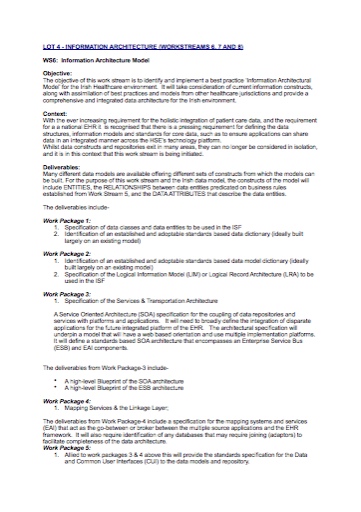 LOT 4 - INFORMATION ARCHITECTURE (WORKSTREAMS 6, 7 AND 8)
WS6: Information Architecture Model
Objective:
The objective of this work stream is to identify and implement a best practice 'Information Architectural
Model' for the Irish Healthcare environment. It will take consideration of current information constructs,
along with assimilation of best practices and models from other healthcare jurisdictions and provide a
comprehensive and integrated data architecture for the Irish environment.
Context:
With the ever increasing requirement for the holistic integration of patient care data, and the requirement
for a national EHR it is recognised that there is a pressing requirement for defining the data
structures, information models and standards for core data, such as to ensure applications can share
data in an integrated manner across the HSE's technology platform.
Whilst data constructs and repositories exist in many areas, they can no longer be considered in isolation,
and it is in this context that this work stream is being initiated.
Deliverables:
Many different data models are available offering different sets of constructs from which the models can
be built. For the purpose of this work stream and the Irish data model, the constructs of the model will
include ENTITIES, the RELATIONSHIPS between data entities predicated on business rules
established from Work Stream 5, and the DATA ATTRIBUTES that describe the data entities.
The deliverables include-
Work Package 1:
1. Specification of data classes and data entities to be used in the ISF
2. Identification of an established and adoptable standards based data dictionary (ideally built
largely on an existing model)
Work Package 2:
1. Identification of an established and adoptable standards based data model dictionary (ideally
built largely on an existing model)
2. Specification of the Logical Information Model (LIM) or Logical Record Architecture (LRA) to be
used in the ISF
Work Package 3:
1. Specification of the Services & Transportation Architecture
A Service Oriented Architecture (SOA) specification for the coupling of data repositories and
services with platforms and applications. It will need to broadly define the integration of disparate
applications for the future integrated platform of the EHR. The architectural specification will
underpin a model that will have a web orientation and use multiple implementation platforms.
It will define a standards based SOA architecture that encompasses an Enterprise Service Bus
(ESB) and EAI components.
The deliverables from Work Package-3 include-
* A high-level Blueprint of the SOA architecture
* A high-level Blueprint of the ESB architecture
Work Package 4:
1. Mapping Services & the Linkage Layer;
The deliverables from Work Package-4 include a specification for the mapping systems and services
(EAI) that act as the go-between or broker between the multiple source applications and the EHR
framework. It will also require identification of any databases that may require joining (adaptors) to
facilitate completeness of the data architecture.
Work Package 5:
1. Allied to work packages 3 & 4 above this will provide the standards specification for the Data
and Common User Interfaces (CUI) to the data models and repository.